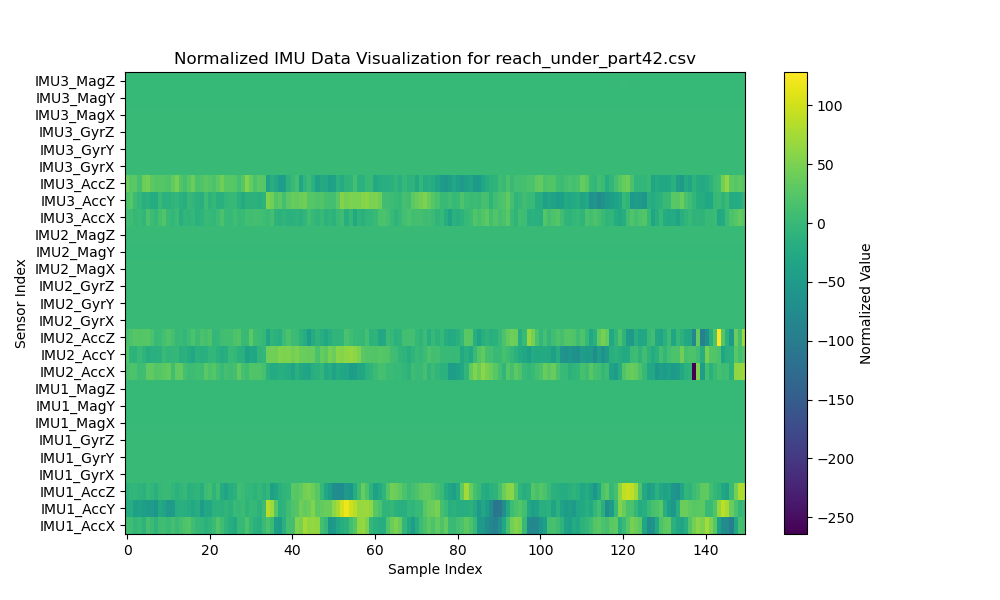 Normalized IMU Data Visualization for reach_under_part42.csv
Sensor Index
IMU3_MagZ
IMU3_MagY
IMU3_MagX
IMU3_GyrZ
IMU3_GyrY
IMU3_GyrX
IMU3_AccZ
IMU3_AccY
IMU3_AccX
IMU2_MagZ
IMU2_MagY
IMU2_MagX
IMU2_GyrZ
IMU2_GyrY
IMU2_GyrX
IMU2_AccZ
IMU2_AccY
IMU2_AccX
IMU1_MagZ
IMU1_MagY
IMU1_MagX
IMU1_GyrZ
IMU1_GyrY
IMU1_GyrX
IMU1_AccZ
IMU1_AccY
IMU1_AccX
0 20 40 60 80 100 120 140
Sample Index
100
50
0
−50
−100
−150
−200
−250
Normalized Value